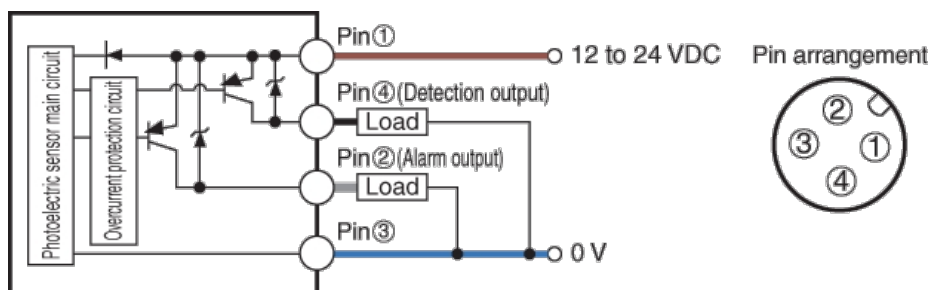 Photoelectric sensor main circuit
Overcurrent protection circuit
Pin①
12 to 24 VDC
Pin④(Detection output)
Load
Pin②(Alarm output)
Load
Pin③
0 V
Pin arrangement
②
③
①
④